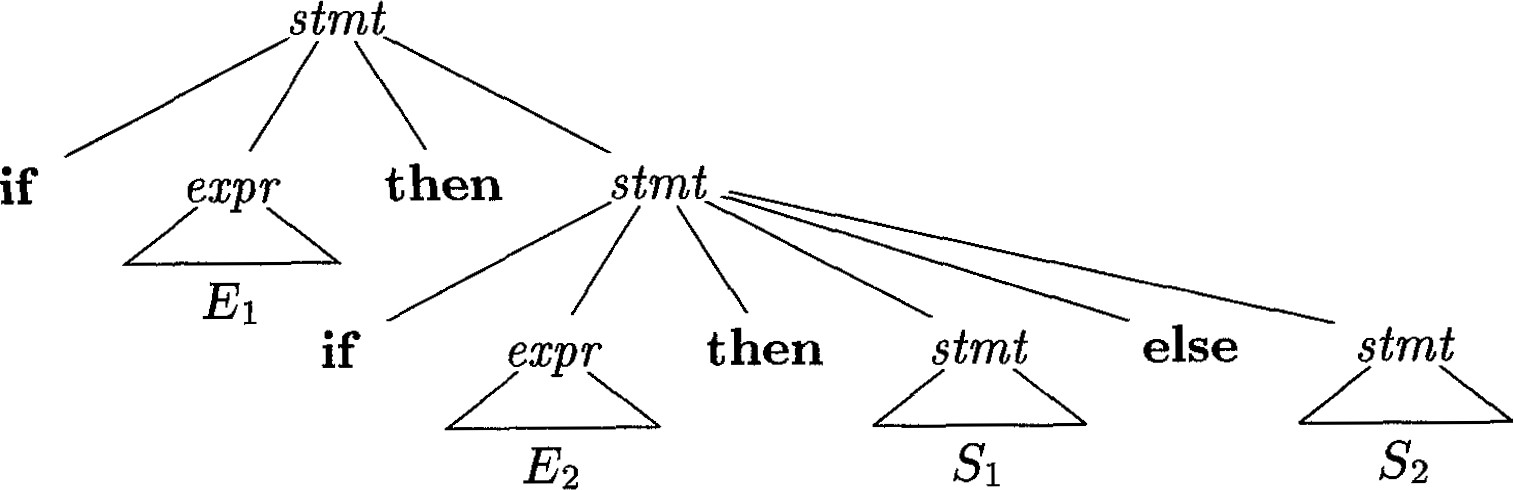 stmt
if expr then stmt
E₁
if expr then stmt else stmt
E₂ S₁ S₂